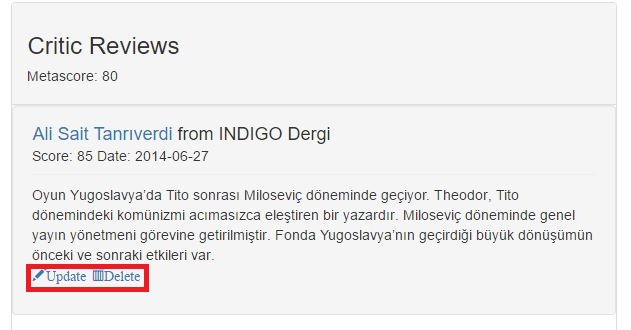 Critic Reviews
Metascore: 80
Ali Sait Tanrıverdi from INDIGO Dergi
Score: 85 Date: 2014-06-27
Oyun Yugoslavya'da Tito sonrası Miloseviç döneminde geçiyor. Theodor, Tito
dönemindeki komünizmi acımasızca eleştiren bir yazardır. Miloseviç döneminde genel
yayın yönetmeni görevine getirilmiştir. Fonda Yugoslavya'nın geçirdiği büyük dönüşümün
önceki ve sonraki etkileri var.
Update Delete